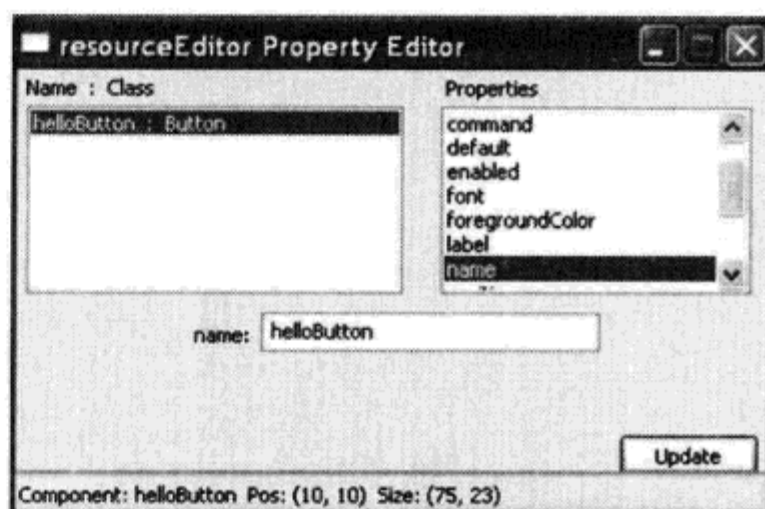 resourceEditor Property Editor
Name : Class
helloButton : Button
Properties
command
default
enabled
font
foregroundColor
label
name
name: helloButton
Update
Component: helloButton Pos: (10, 10) Size: (75, 23)